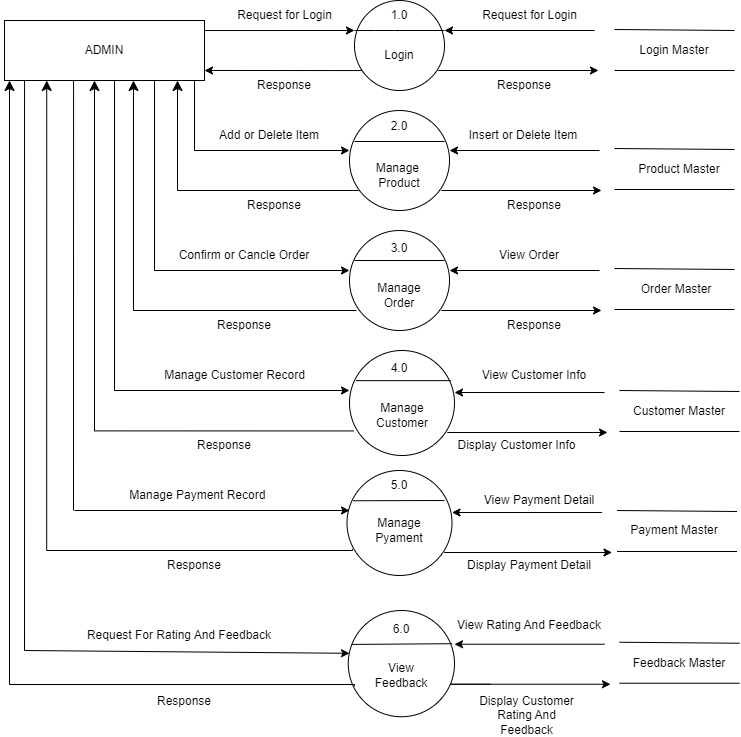 Request for Login
1.0
Request for Login
ADMIN
Login
Login Master
Response
Response
2.0
Add or Delete Item
Insert or Delete Item
Manage
Product
Product Master
Response
Response
3.0
Confirm or Cancle Order
View Order
Manage
Order
Order Master
Response
Response
4.0
Manage Customer Record
View Customer Info
Manage
Customer
Customer Master
Response
Display Customer Info
5.0
Manage Payment Record
View Payment Detail
Manage
Pyament
Payment Master
Response
Display Payment Detail
6.0
Request For Rating And Feedback
View Rating And Feedback
View
Feedback
Feedback Master
Response
Display Customer
Rating And
Feedback